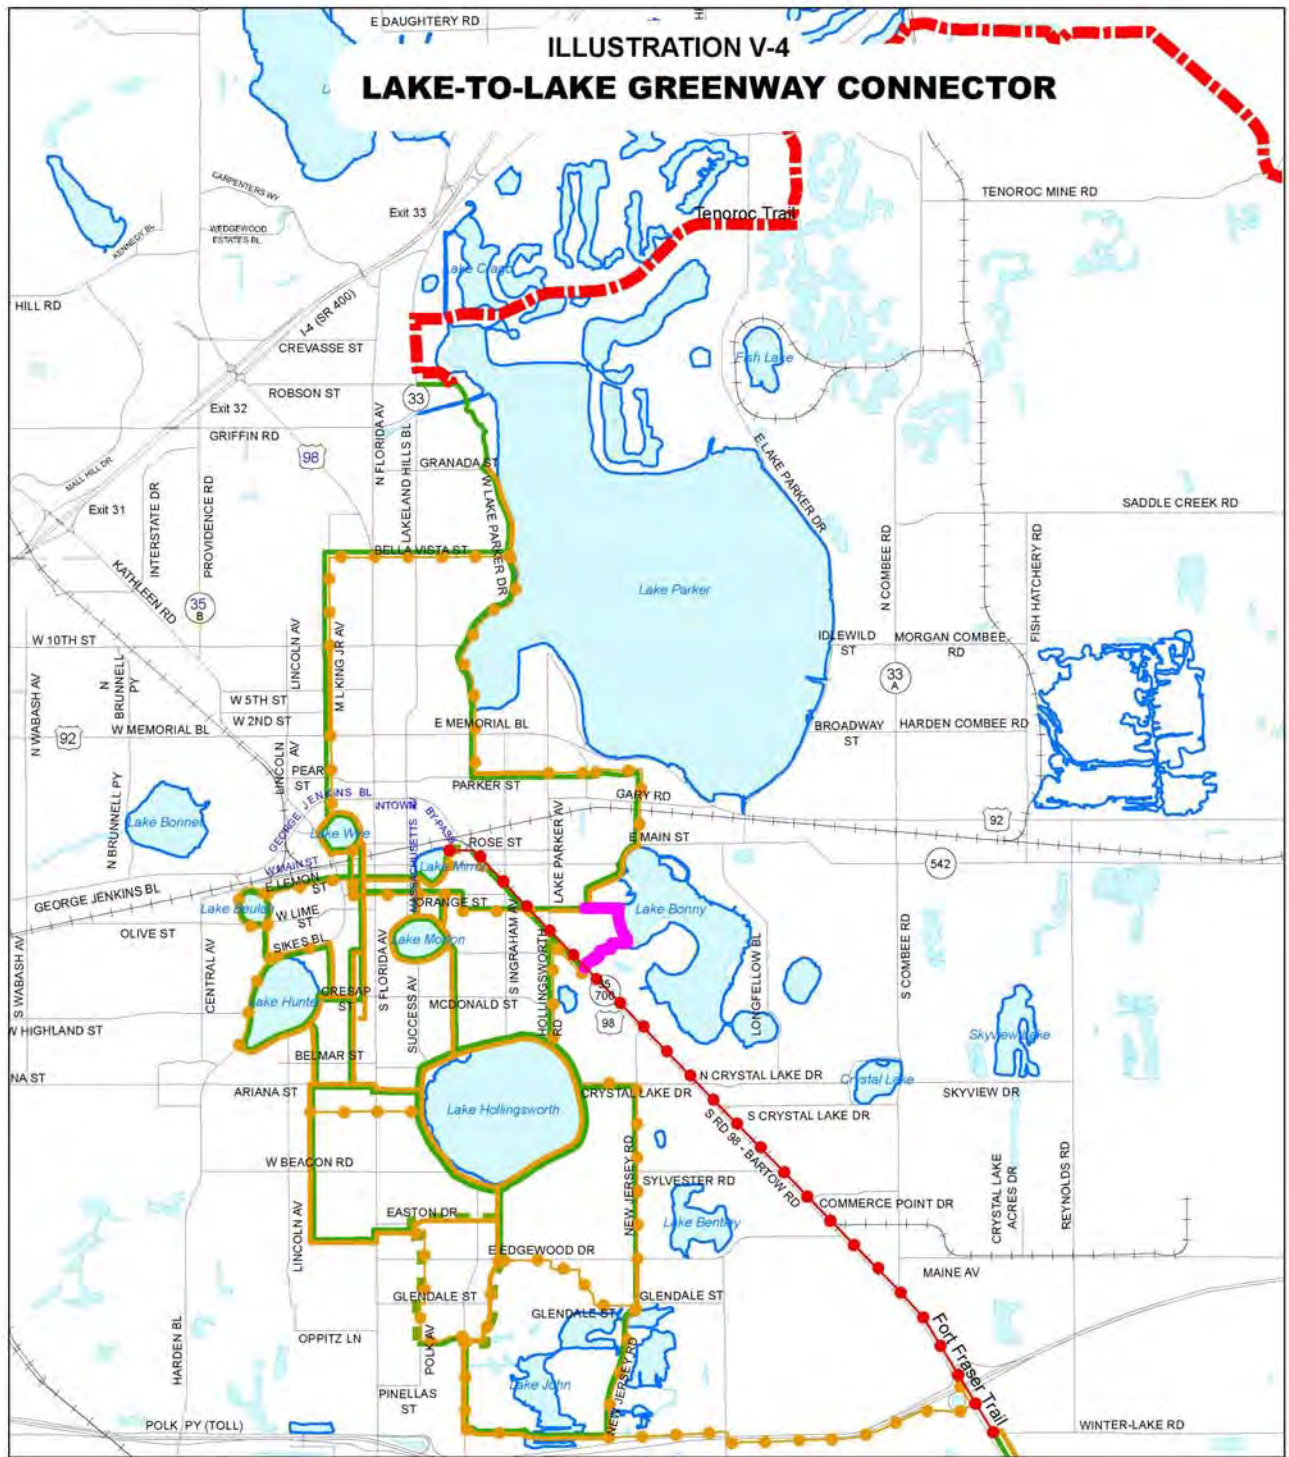 E DAUGHTERY RD
ILLUSTRATION V-4
LAKE-TO-LAKE GREENWAY CONNECTOR
CARPENTERS WY
TENOROC MINE RD
Exit 33
Tenoroc Trail
KENNEDY BL
WEDGEWOOD
ESTATES BL
Lake Crago
HILL RD
I-4 (SR 400)
CREVASSE ST
Fish Lake
ROBSON ST
33
Exit 32
GRIFFIN RD
N FLORIDA AV
LAKELAND HILLS BL
98
GRANADA ST
E LAKE PARKER DR
MALL HILL DR
W LAKE PARKER DR
SADDLE CREEK RD
Exit 31
INTERSTATE DR
PROVIDENCE RD
BELLA VISTA ST
N COMBEE RD
FISH HATCHERY RD
KATHLEEN RD
Lake Parker
35
B
W 10TH ST
LINCOLN AV
M L KING JR AV
IDLEWILD
ST
MORGAN COMBEE
RD
N
BRUNNELL
PY
33
A
N WABASH AV
W 5TH ST
W 2ND ST
92
W MEMORIAL BL
E MEMORIAL BL
BROADWAY
ST
HARDEN COMBEE RD
LINCOLN
AV
PEAR
ST
PARKER ST
GARY RD
N BRUNNELL PY
GEORGE JENKINS BL
INTOWN
BY-PASS
Lake Bonnet
LAKE PARKER AV
92
Lake Wire
ROSE ST
E MAIN ST
MASSACHUSETTS
W MAIN ST
Lake Mirror
542
E LEMON
ST
GEORGE JENKINS BL
ORANGE ST
Lake Beulah
W LIME
ST
Lake Bonny
OLIVE ST
SIKES BL
Lake Morton
S WABASH AV
CENTRAL AV
S FLORIDA AV
S INGRAHAM AV
HOLLINGSWORTH
RD
LONGFELLOW BL
S COMBEE RD
35
700
Lake Hunter
CRESAP
ST
MCDONALD ST
SUCCESS AV
98
W HIGHLAND ST
Skyview Lake
BELMAR ST
NA ST
ARIANA ST
N CRYSTAL LAKE DR
Crystal Lake
CRYSTAL LAKE DR
SKYVIEW DR
Lake Hollingsworth
S CRYSTAL LAKE DR
S RD 98 - BARTOW RD
NEW JERSEY RD
W BEACON RD
SYLVESTER RD
CRYSTAL LAKE
ACRES DR
REYNOLDS RD
COMMERCE POINT DR
LINCOLN AV
EASTON DR
Lake Bentley
E EDGEWOOD DR
MAINE AV
GLENDALE ST
GLENDALE ST
GLENDALE ST
OPPITZ LN
HARDEN BL
POLK AV
Fort Fraser Trail
NEW JERSEY RD
Lake John
PINELLAS
ST
POLK PY (TOLL)
WINTER-LAKE RD